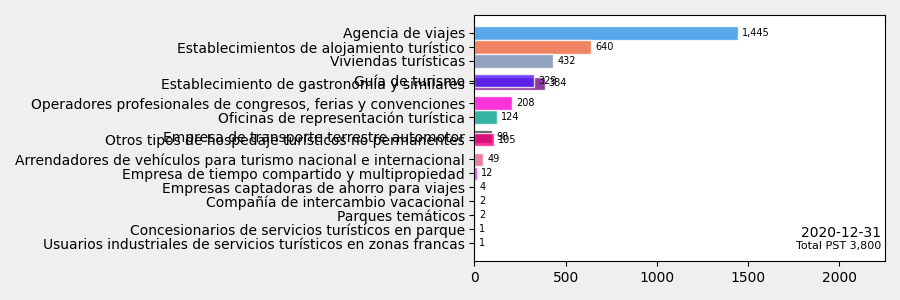 Agencia de viajes 1,445
Establecimientos de alojamiento turístico 640
Viviendas turísticas 432
Guía de turismo 329
Establecimiento de gastronomía y similares 384
Operadores profesionales de congresos, ferias y convenciones 208
Oficinas de representación turística 124
Empresa de transporte terrestre automotor
Otros tipos de hospedaje turísticos no permanentes 105
Arrendadores de vehículos para turismo nacional e internacional 49
Empresa de tiempo compartido y multipropiedad 12
Empresas captadoras de ahorro para viajes 4
Compañía de intercambio vacacional 2
Parques temáticos 2
Concesionarios de servicios turísticos en parque 1
Usuarios industriales de servicios turísticos en zonas francas 1
2020-12-31
Total PST 3,800
0 500 1000 1500 2000